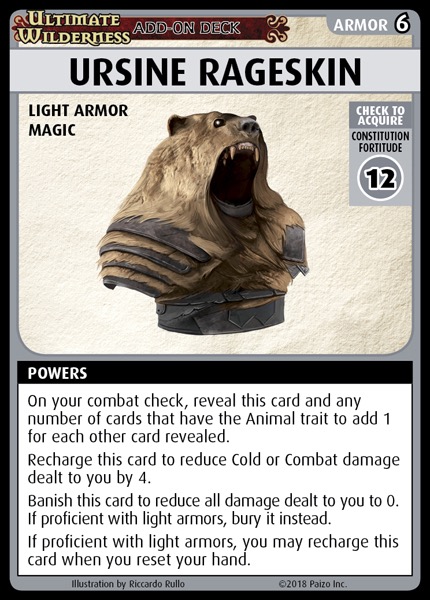 ULTIMATE
WILDERNESS ADD-ON DECK
ARMOR 6
URSINE RAGESKIN
LIGHT ARMOR
MAGIC
CHECK TO
ACQUIRE
CONSTITUTION
FORTITUDE
12
POWERS
On your combat check, reveal this card and any
number of cards that have the Animal trait to add 1
for each other card revealed.
Recharge this card to reduce Cold or Combat damage
dealt to you by 4.
Banish this card to reduce all damage dealt to you to 0.
If proficient with light armors, bury it instead.
If proficient with light armors, you may recharge this
card when you reset your hand.
Illustration by Riccardo Rullo ©2018 Paizo Inc.